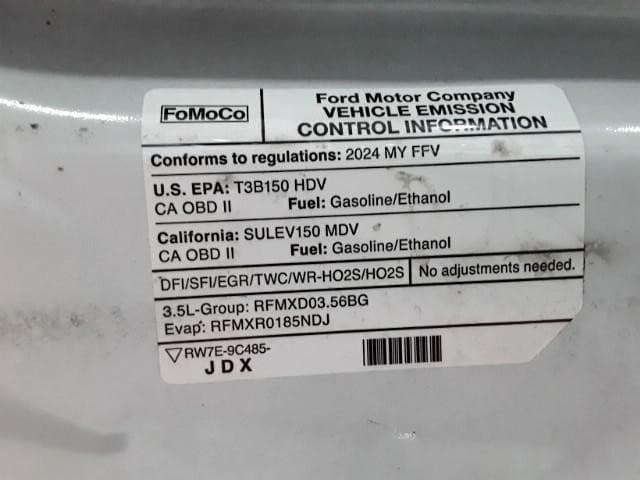 FoMoCo
Ford Motor Company
VEHICLE EMISSION
CONTROL INFORMATION
Conforms to regulations: 2024 MY FFV
U.S. EPA: T3B150 HDV
CA OBD II Fuel: Gasoline/Ethanol
California: SULEV150 MDV
CA OBD II Fuel: Gasoline/Ethanol
DFI/SFI/EGR/TWC/WR-HO2S/HO2S No adjustments needed.
3.5L-Group: RFMXD03.56BG
Evap: RFMXR0185NDJ
RW7E-9C485-
JDX